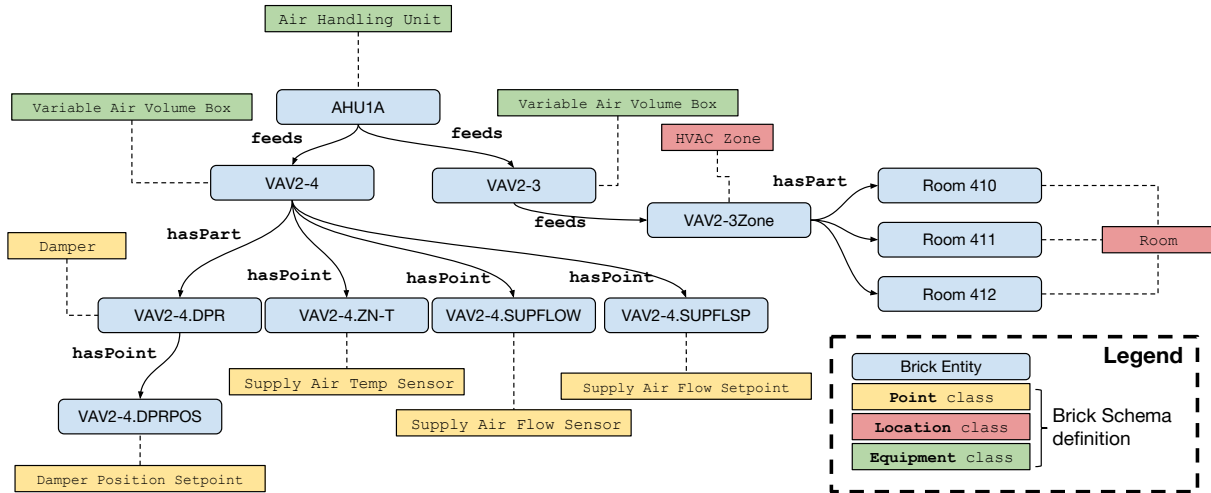 Air Handling Unit
AHU1A
Variable Air Volume Box
Variable Air Volume Box
feeds
feeds
HVAC Zone
VAV2-4
VAV2-3
hasPart
Room 410
feeds
VAV2-3Zone
Room 411
Room
hasPart
Damper
hasPoint
hasPoint
hasPoint
Room 412
VAV2-4.DPR
VAV2-4.ZN-T
VAV2-4.SUPFLOW
VAV2-4.SUPFLSP
hasPoint
Supply Air Temp Sensor
Supply Air Flow Setpoint
VAV2-4.DPRPOS
Supply Air Flow Sensor
Damper Position Setpoint
Legend
Brick Entity
Point class
Location class
Equipment class
Brick Schema
definition